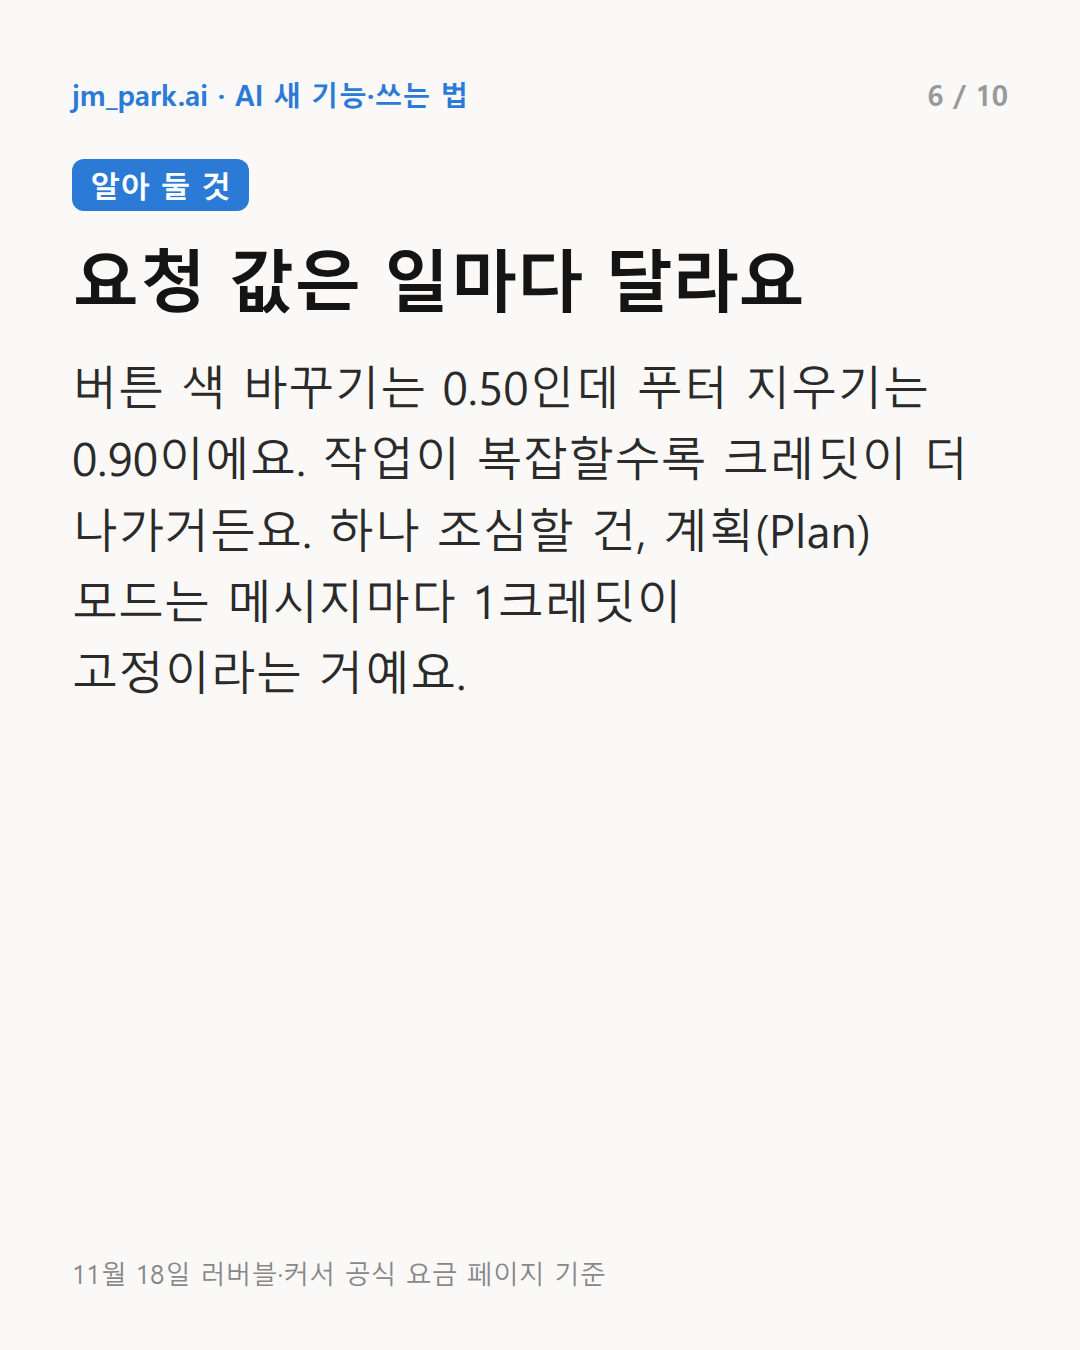 jm_park.ai · AI 새 기능·쓰는 법
6 / 10
알아 둘 것
요청 값은 일마다 달라요
버튼 색 바꾸기는 0.50인데 푸터 지우기는
0.90이에요. 작업이 복잡할수록 크레딧이 더
나가거든요. 하나 조심할 건, 계획(Plan)
모드는 메시지마다 1크레딧이
고정이라는 거예요.
11월 18일 러버블·커서 공식 요금 페이지 기준